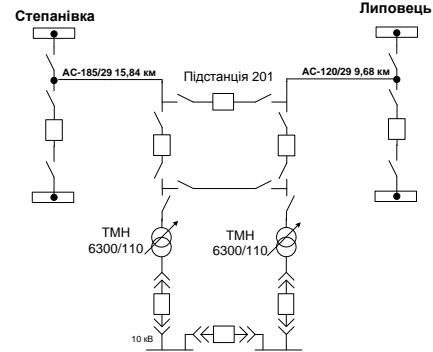 Степанівка
Липовець
АС-185/29 15,84 км
Підстанція 201
АС-120/29 9,68 км
ТМН
6300/110
ТМН
6300/110
10 кВ